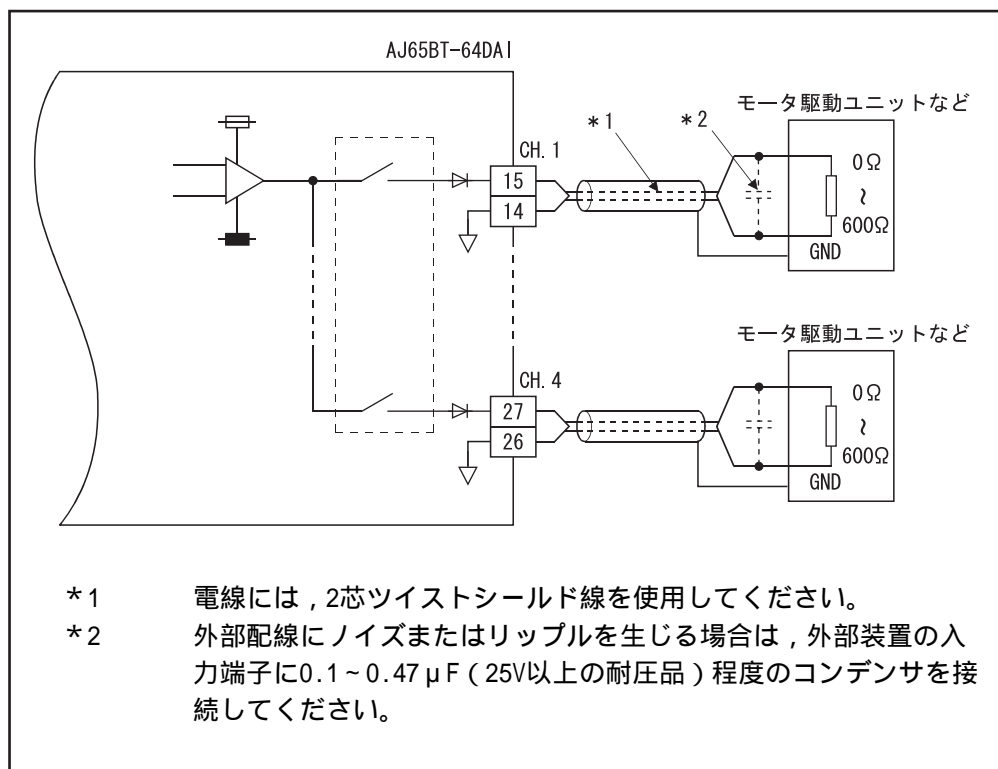 AJ65BT-64DAI
モータ駆動ユニットなど
*1
*2
CH.1
15
14
0Ω
~
600Ω
GND
モータ駆動ユニットなど
CH.4
27
26
0Ω
~
600Ω
GND
*1 電線には,2芯ツイストシールド線を使用してください。
*2 外部配線にノイズまたはリップルを生じる場合は,外部装置の入
力端子に0.1~0.47μF(25V以上の耐圧品)程度のコンデンサを接
続してください。